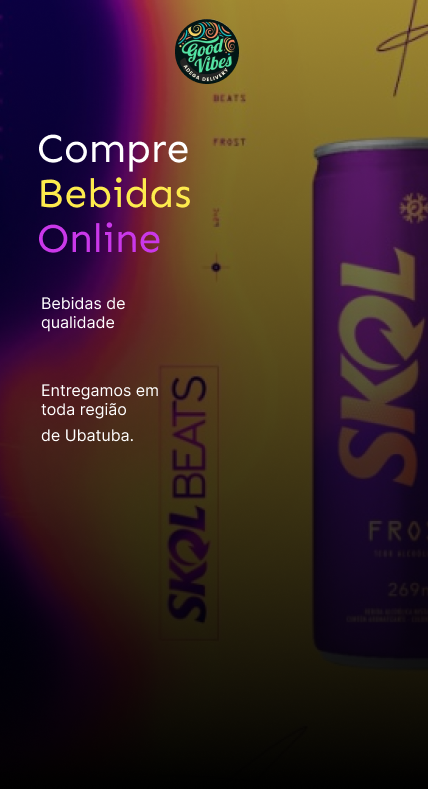 Good
Vibes
ADEGA DELIVERY
BEATS
FROST
Compre
Bebidas
Online
Bebidas de
qualidade
Entregamos em
toda região
de Ubatuba.
SKOL BEATS
SKOL
FRO
269